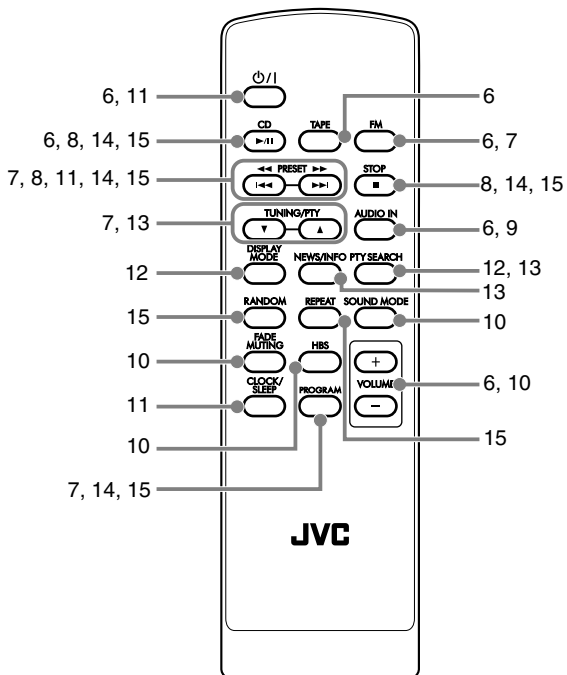 ⏻/I
6, 11
CD
TAPE
FM
6
6, 8, 14, 15
6, 7
PRESET
STOP
7, 8, 11, 14, 15
8, 14, 15
TUNING/PTY
AUDIO IN
7, 13
6, 9
DISPLAY
MODE
NEWS/INFO
PTY SEARCH
12
12, 13
13
RANDOM
REPEAT
SOUND MODE
15
10
FADE
MUTING
HBS
+
10
VOLUME
6, 10
CLOCK/
SLEEP
PROGRAM
−
11
10
15
7, 14, 15
JVC